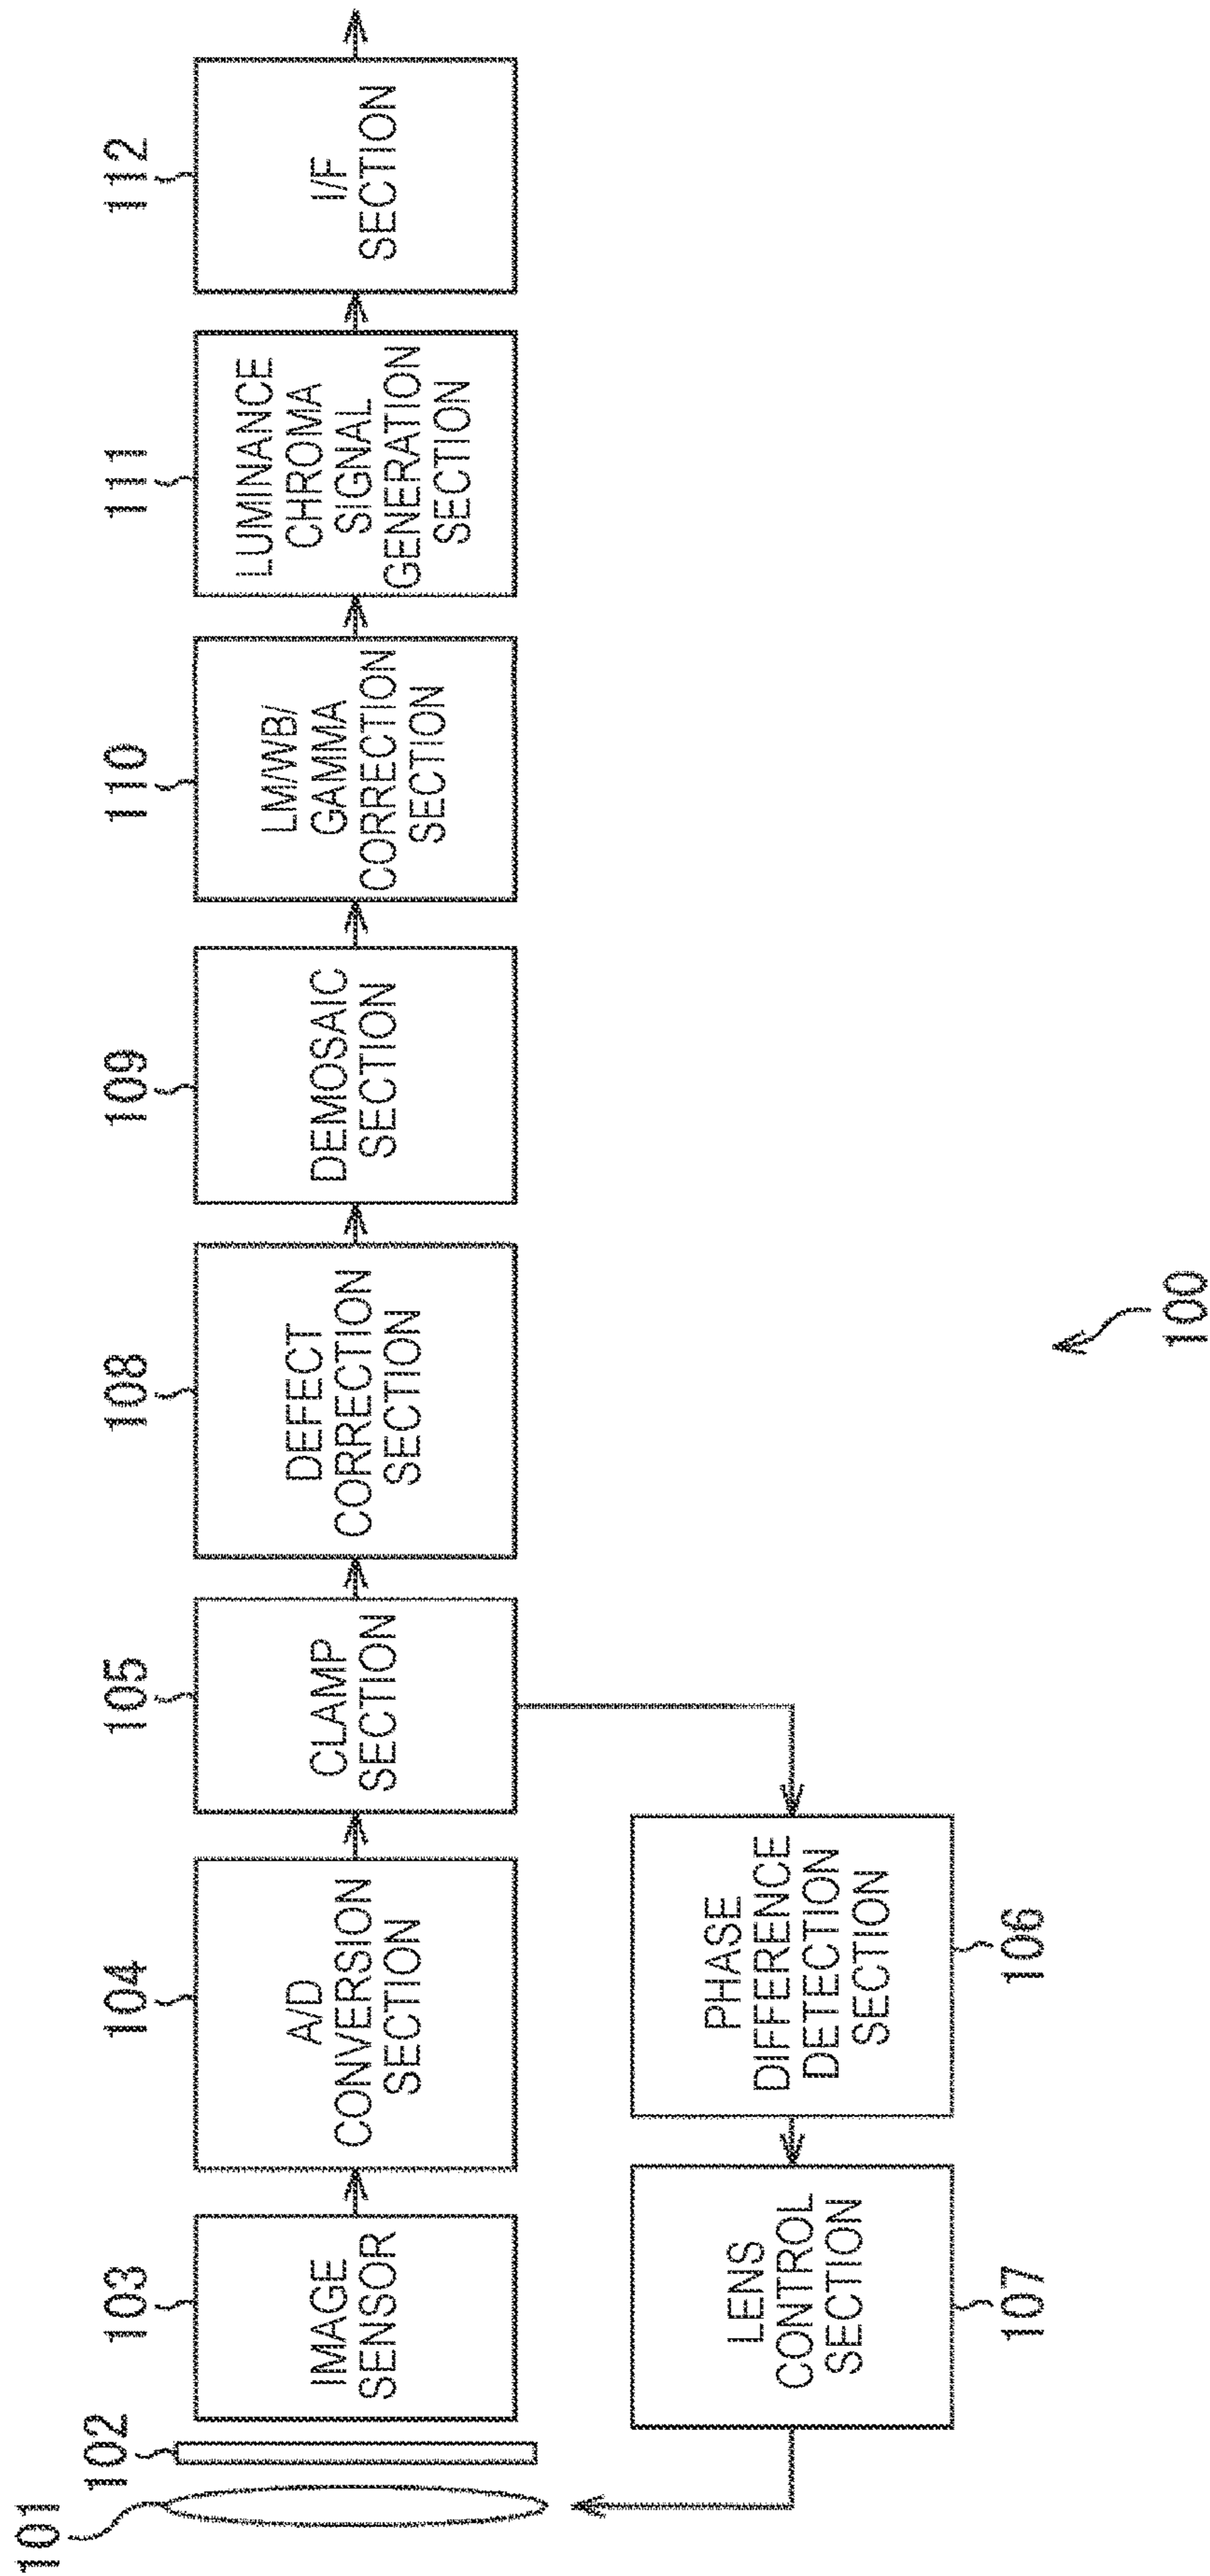 100
101
102
103
IMAGE
SENSOR
104
A/D
CONVERSION
SECTION
105
CLAMP
SECTION
108
DEFECT
CORRECTION
SECTION
109
DEMOSAIC
SECTION
110
LM/WB/
GAMMA
CORRECTION
SECTION
111
LUMINANCE
CHROMA
SIGNAL
GENERATION
SECTION
112
I/F
SECTION
LENS
CONTROL
SECTION
107
PHASE
DIFFERENCE
DETECTION
SECTION
106